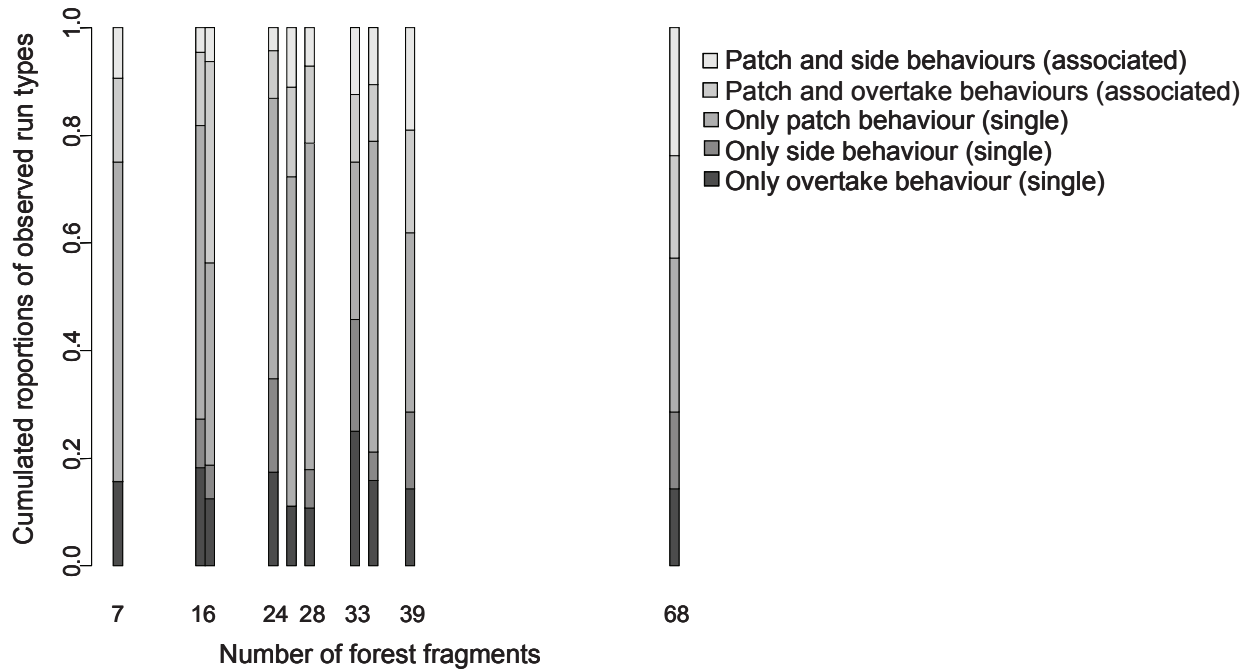 Cumulated roportions of observed run types
1.0
0.8
0.6
0.4
0.2
0.0
7 16 24 28 33 39 68
Number of forest fragments
Patch and side behaviours (associated)
Patch and overtake behaviours (associated)
Only patch behaviour (single)
Only side behaviour (single)
Only overtake behaviour (single)